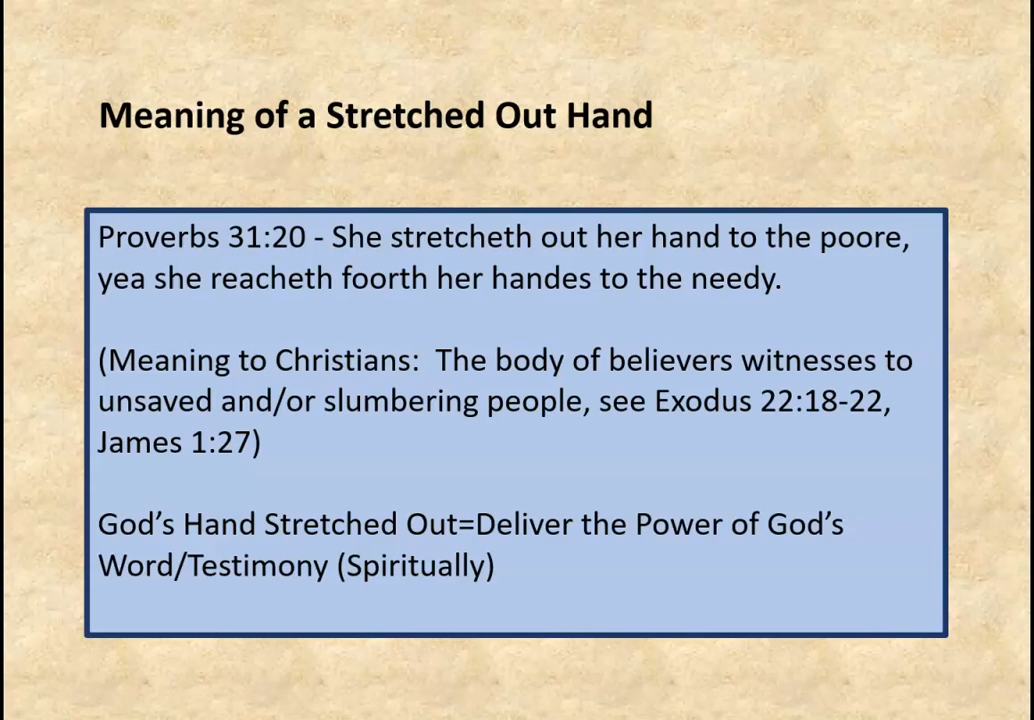 Meaning of a Stretched Out Hand
Proverbs 31:20 - She stretcheth out her hand to the poore,
yea she reacheth foorth her handes to the needy.
(Meaning to Christians:  The body of believers witnesses to
unsaved and/or slumbering people, see Exodus 22:18-22,
James 1:27)
God’s Hand Stretched Out=Deliver the Power of God’s
Word/Testimony (Spiritually)